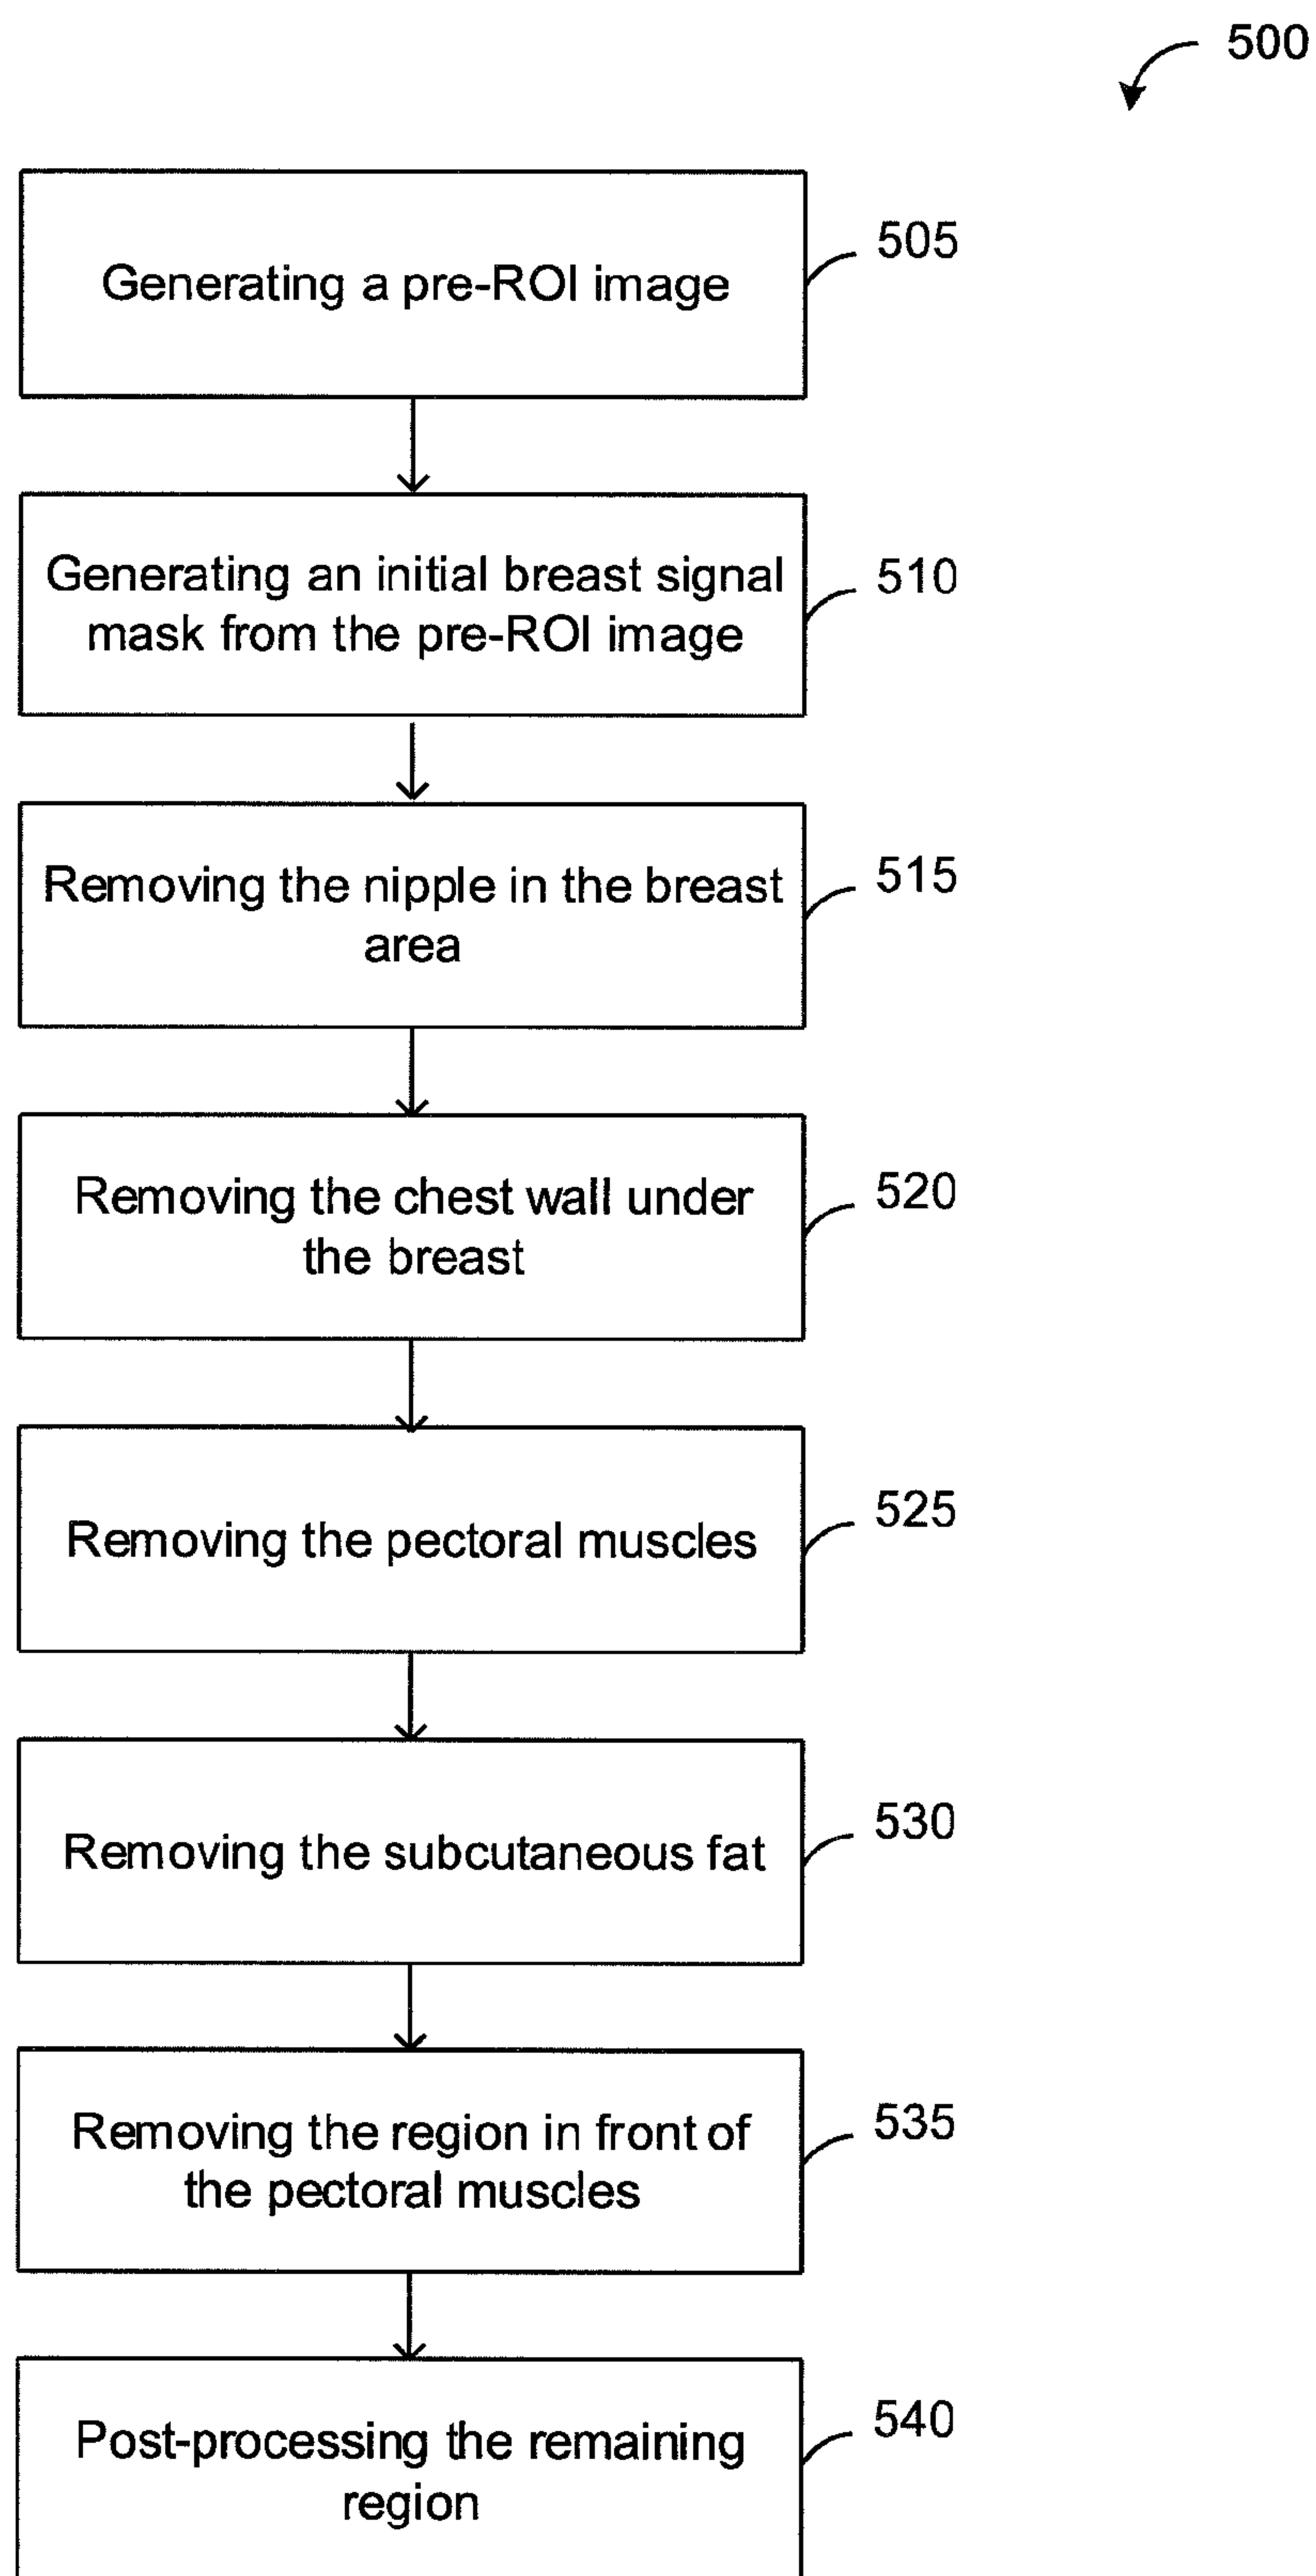 500
Generating a pre-ROI image
505
Generating an initial breast signal
mask from the pre-ROI image
510
Removing the nipple in the breast
area
515
Removing the chest wall under
the breast
520
Removing the pectoral muscles
525
Removing the subcutaneous fat
530
Removing the region in front of
the pectoral muscles
535
Post-processing the remaining
region
540